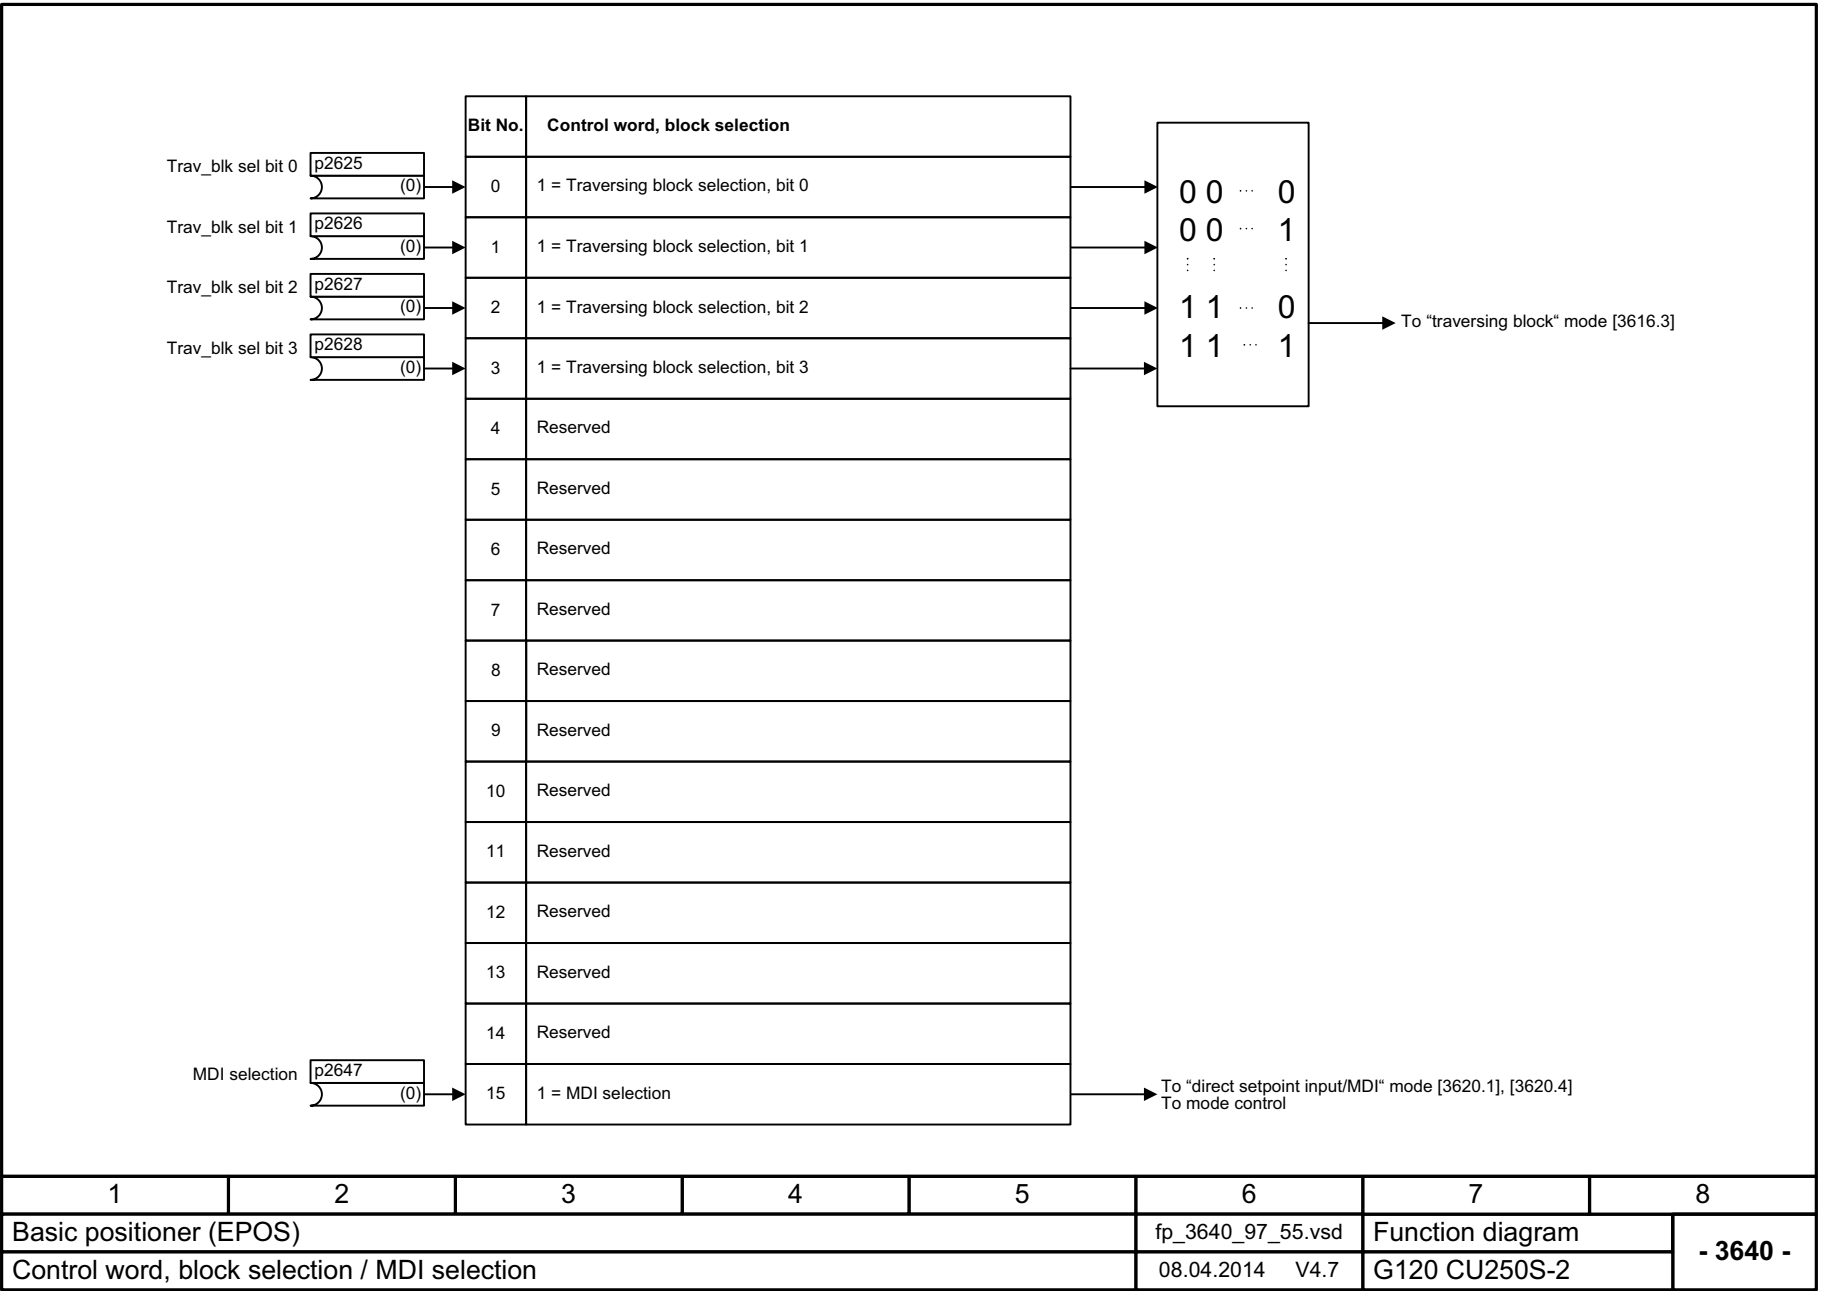 Bit No. Control word, block selection
Trav_blk sel bit 0 p2625
(0) 0 1 = Traversing block selection, bit 0
Trav_blk sel bit 1 p2626
(0) 1 1 = Traversing block selection, bit 1
Trav_blk sel bit 2 p2627
(0) 2 1 = Traversing block selection, bit 2
Trav_blk sel bit 3 p2628
(0) 3 1 = Traversing block selection, bit 3
0 0 ... 0
0 0 ... 1
1 1 ... 0
1 1 ... 1
To “traversing block“ mode [3616.3]
4 Reserved
5 Reserved
6 Reserved
7 Reserved
8 Reserved
9 Reserved
10 Reserved
11 Reserved
12 Reserved
13 Reserved
14 Reserved
MDI selection p2647
(0) 15 1 = MDI selection
To “direct setpoint input/MDI“ mode [3620.1], [3620.4]
To mode control
1 2 3 4 5 6 7 8
Basic positioner (EPOS) fp_3640_97_55.vsd Function diagram
- 3640 -
Control word, block selection / MDI selection 08.04.2014 V4.7 G120 CU250S-2